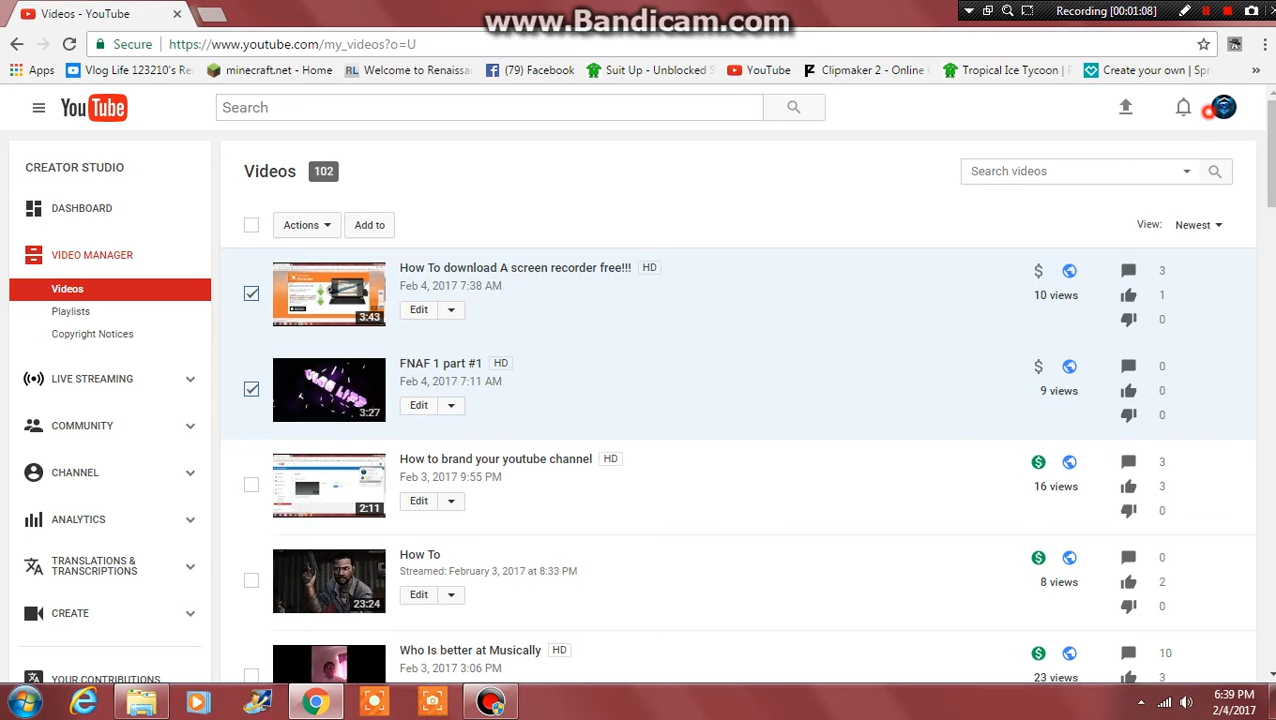 Videos - YouTube
www.Bandicam.com
Recording [00:01:08]
Secure
https://www.youtube.com/my_videos?o=U
Apps
Vlog Life 123210's Re
minecraft.net - Home
RL Welcome to Renaissa
(79) Facebook
Suit Up - Unblocked S
YouTube
Clipmaker 2 - Online
Tropical Ice Tycoon |
Create your own | Spr
»
YouTube
Search
CREATOR STUDIO
DASHBOARD
VIDEO MANAGER
Videos
Playlists
Copyright Notices
LIVE STREAMING
COMMUNITY
CHANNEL
ANALYTICS
TRANSLATIONS &
TRANSCRIPTIONS
CREATE
YOUR CONTRIBUTIONS
Videos 102
Search videos
Actions
Add to
View: Newest
How To download A screen recorder free!!! HD
Feb 4, 2017 7:38 AM
Edit
3:43
$
10 views
3
1
0
FNAF 1 part #1 HD
Feb 4, 2017 7:11 AM
Edit
3:27
$
9 views
0
0
0
How to brand your youtube channel HD
Feb 3, 2017 9:55 PM
Edit
2:11
$
16 views
3
3
0
How To
Streamed: February 3, 2017 at 8:33 PM
Edit
23:24
$
8 views
0
2
0
Who Is better at Musically HD
Feb 3, 2017 3:06 PM
$
23 views
10
3
6:39 PM
2/4/2017